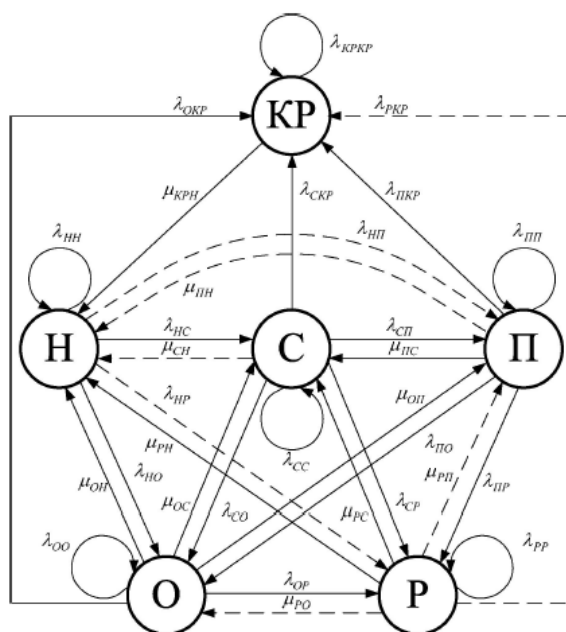 λКРКР
λОКР
КР
λРКР
μКРН
λСКР
λПКР
λНН
λНП
λПП
μПН
Н
λНС
μСН
С
λСП
μПС
П
λНР
μОП
μРН
λСС
λПО
μРП
μОН
λНО
μОС
λСО
μРС
λСР
λПР
λОО
О
λОР
μРО
Р
λРР